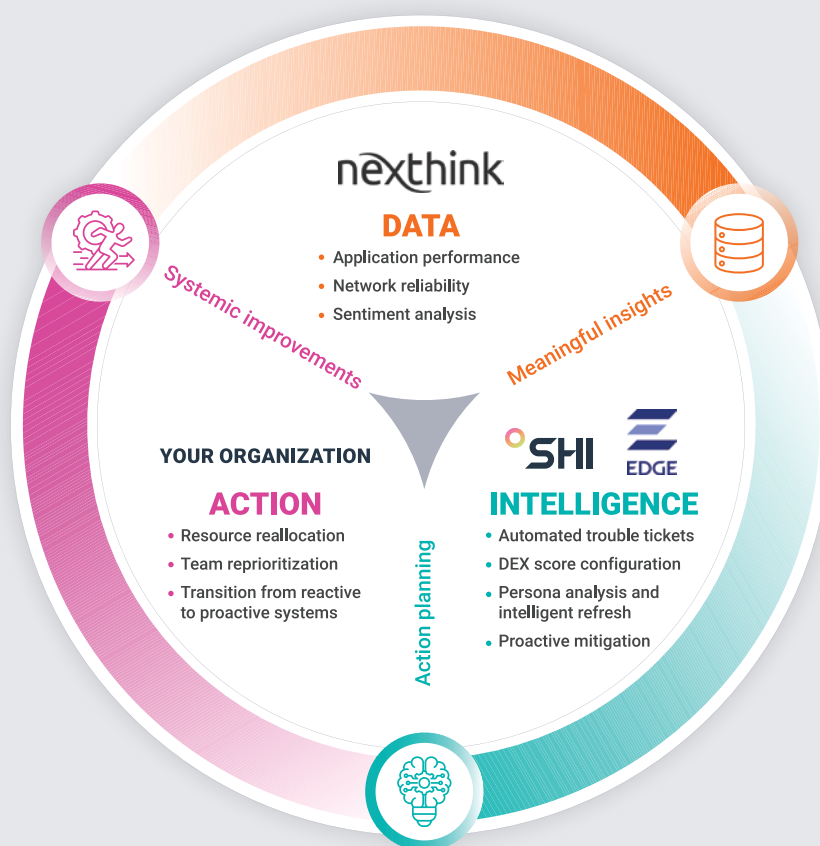 nexthink
DATA
• Application performance
• Network reliability
• Sentiment analysis
Systemic improvements
Meaningful insights
YOUR ORGANIZATION
ACTION
• Resource reallocation
• Team reprioritization
• Transition from reactive
to proactive systems
SHI
EDGE
INTELLIGENCE
• Automated trouble tickets
• DEX score configuration
• Persona analysis and
intelligent refresh
• Proactive mitigation
Action planning